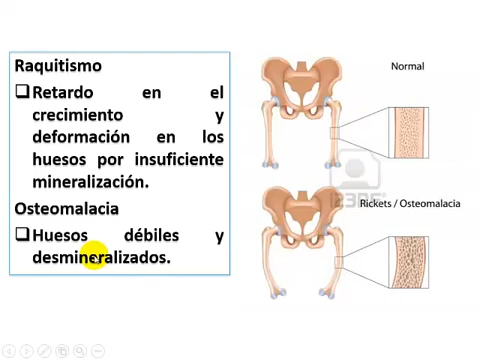 Raquitismo
Retardo en el
crecimiento y
deformación en los
huesos por insuficiente
mineralización.
Osteomalacia
Huesos débiles y
desmineralizados.
Normal
123RF
Rickets / Osteomalacia